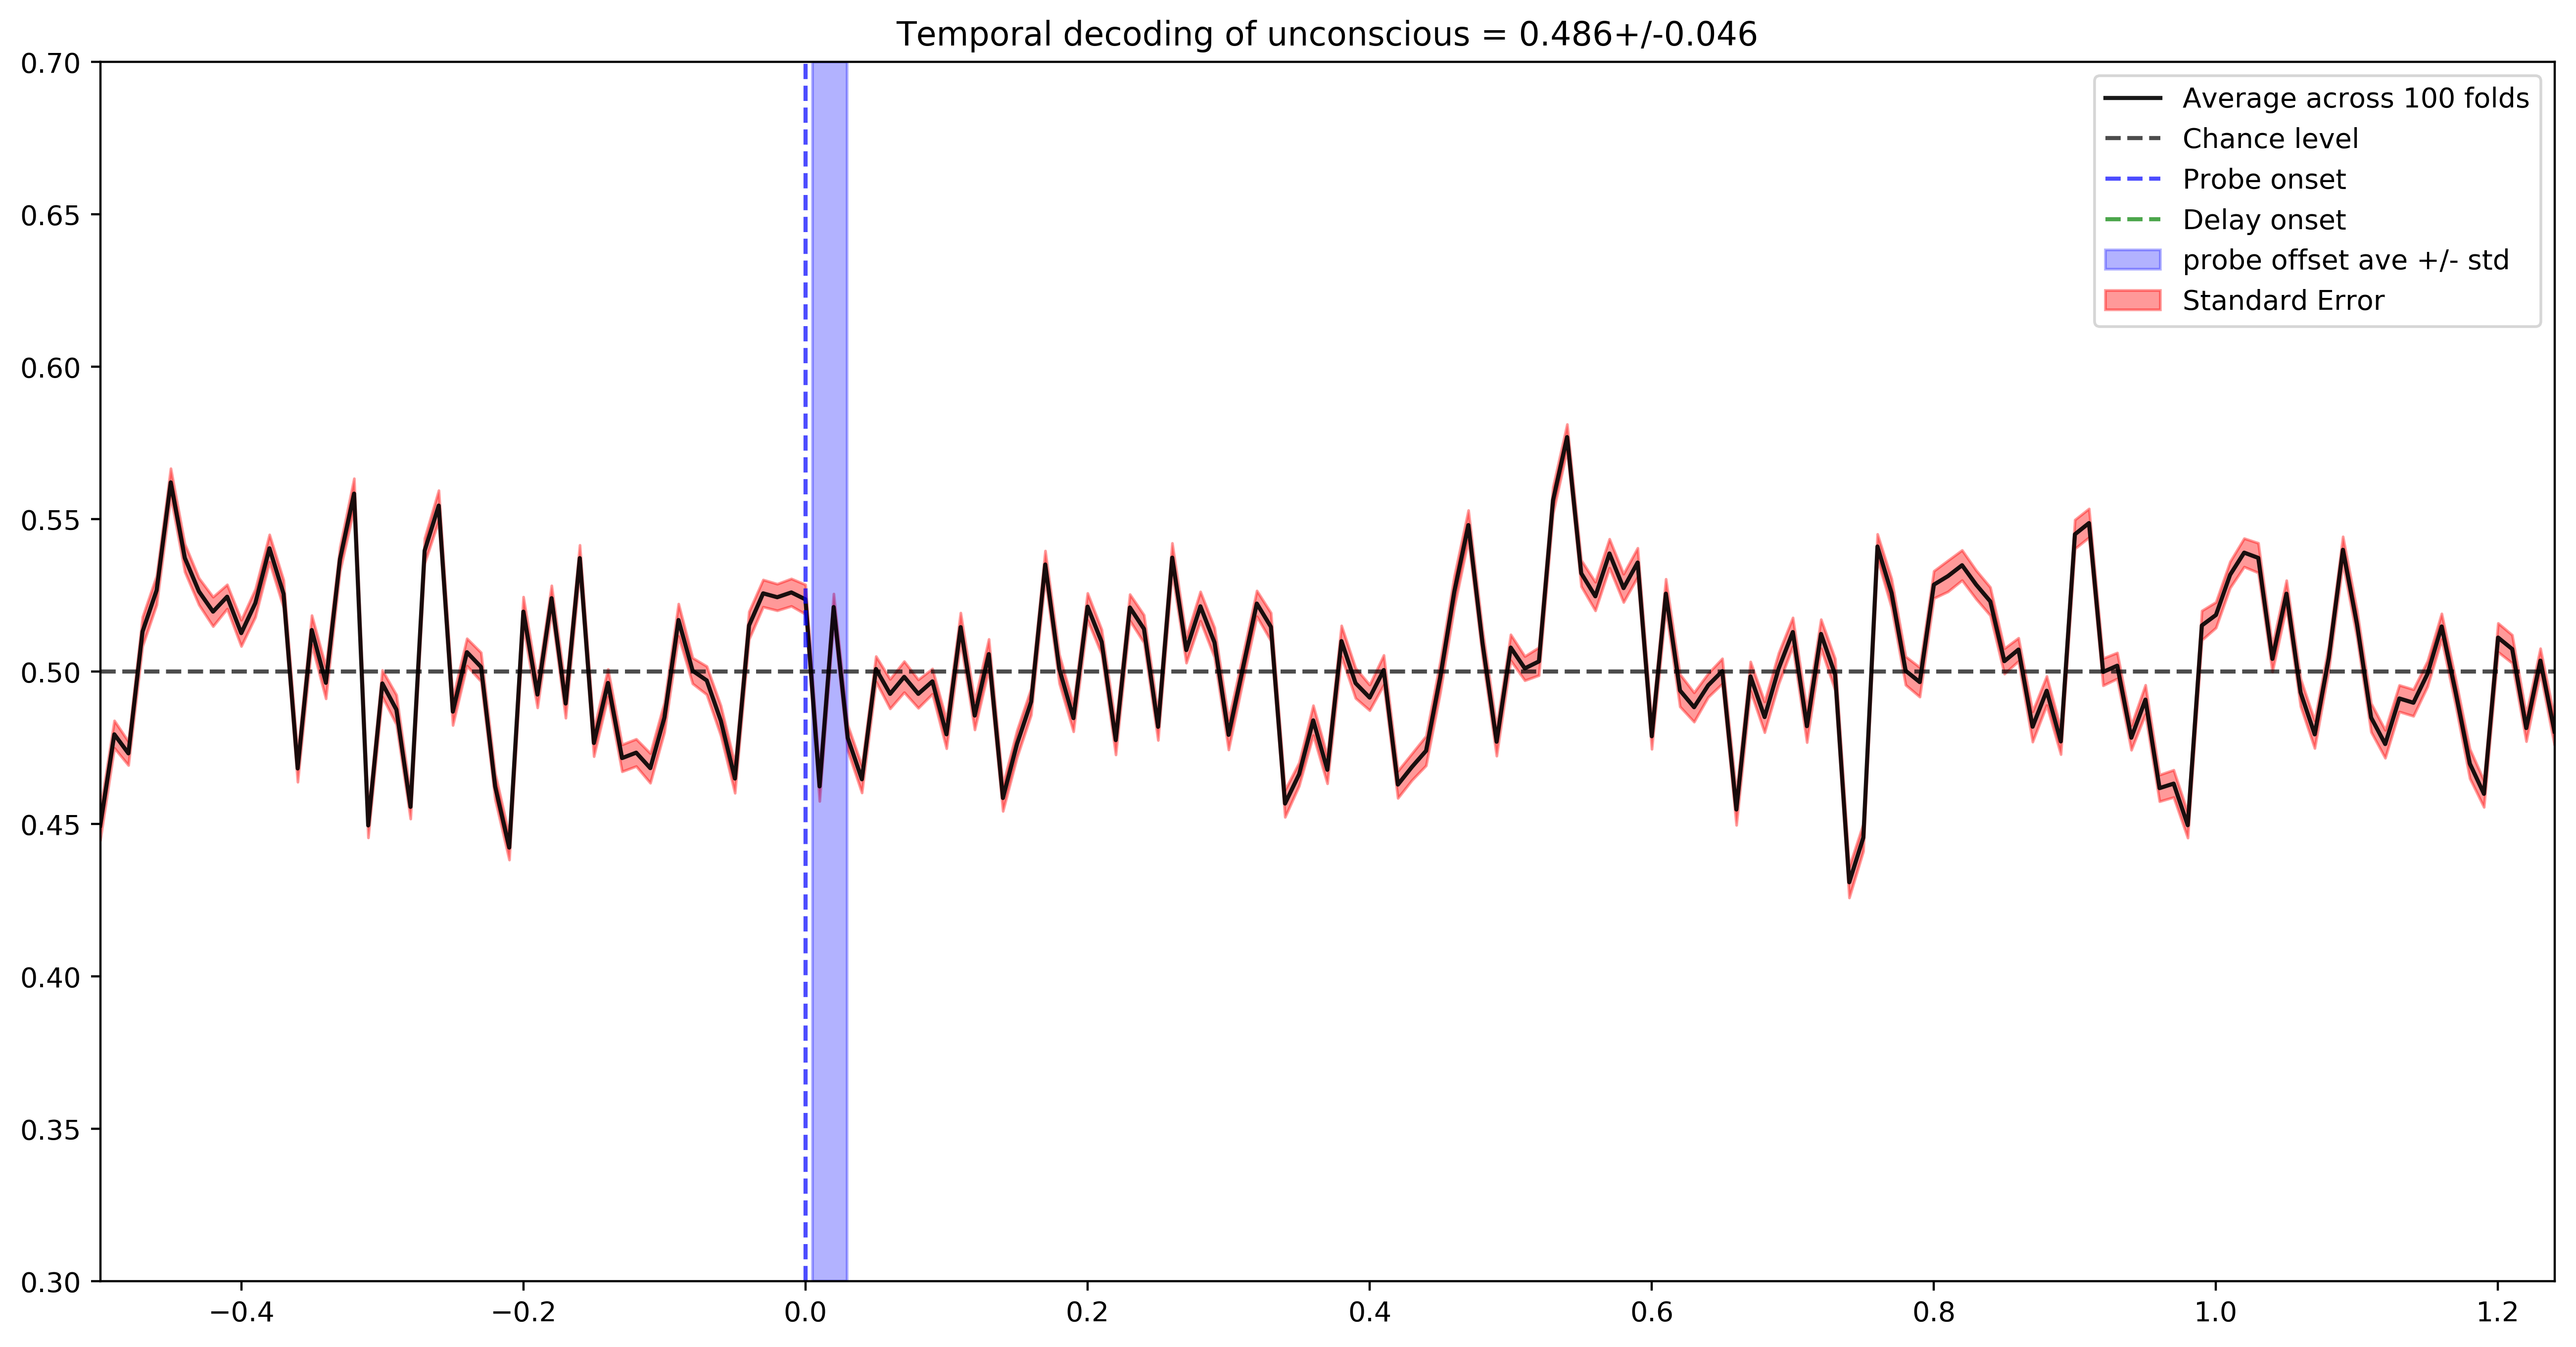 Temporal decoding of unconscious = 0.486+/-0.046
0.70
0.65
0.60
0.55
0.50
0.45
0.40
0.35
0.30
Average across 100 folds
Chance level
Probe onset
Delay onset
probe offset ave +/- std
Standard Error
−0.4
−0.2
0.0
0.2
0.4
0.6
0.8
1.0
1.2